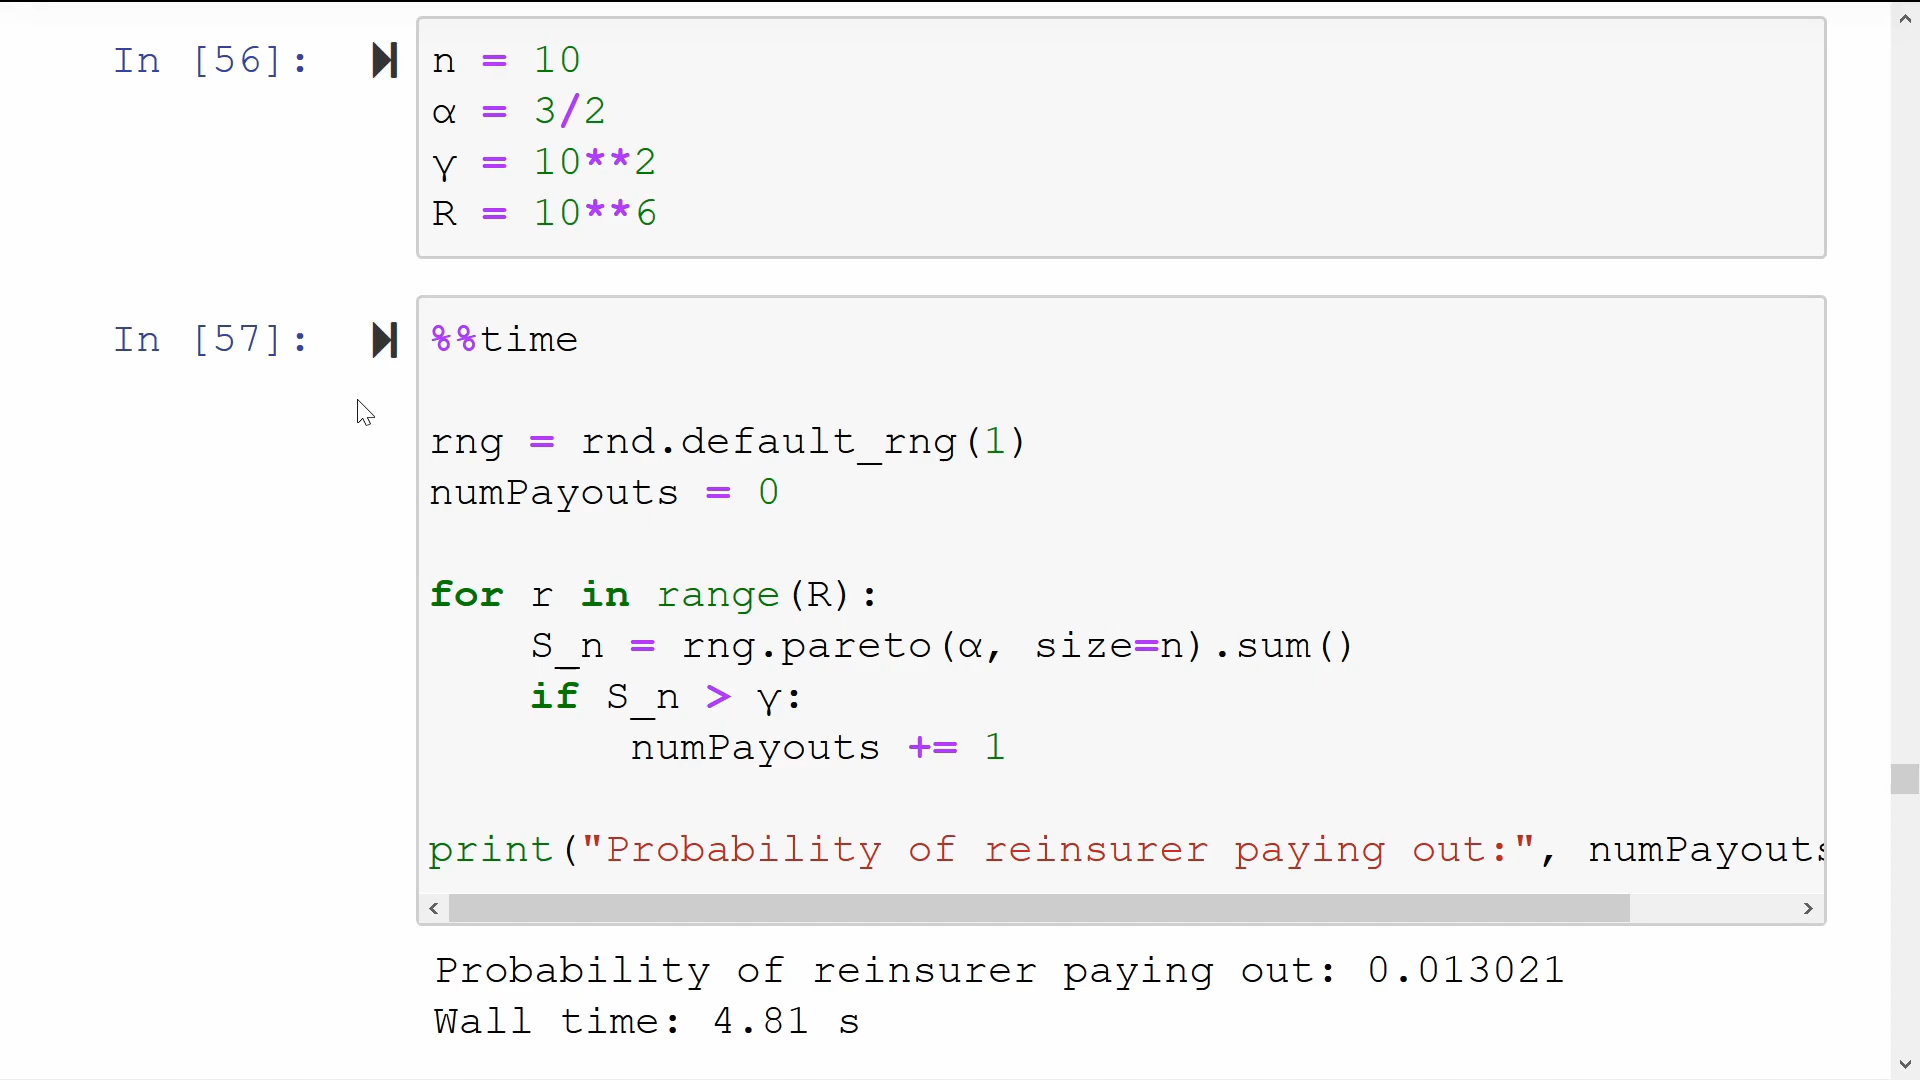 In [56]:
n = 10
α = 3/2
γ = 10**2
R = 10**6
In [57]:
%%time
rng = rnd.default_rng(1)
numPayouts = 0
for r in range(R):
    S_n = rng.pareto(α, size=n).sum()
    if S_n > γ:
        numPayouts += 1
print("Probability of reinsurer paying out:", numPayouts
Probability of reinsurer paying out: 0.013021
Wall time: 4.81 s